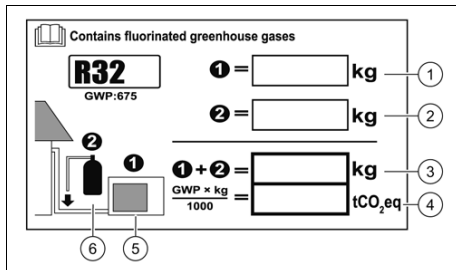 Contains fluorinated greenhouse gases
R32
GWP:675
❶= kg ①
❷= kg ②
❶+❷= kg ③
GWP × kg
1000
= tCO₂eq ④
❷
❶
⑥ ⑤